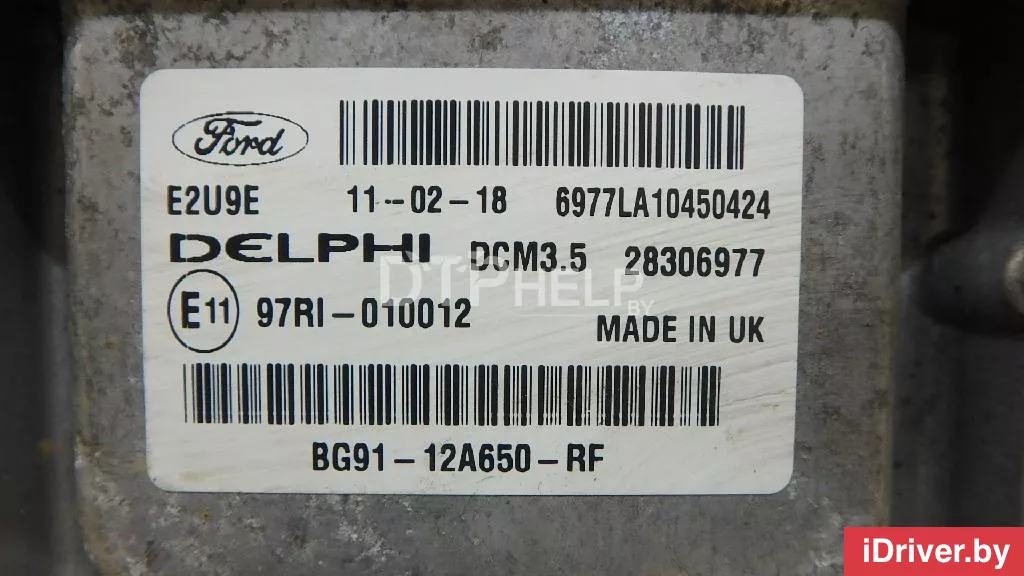 Ford
E2U9E 11-02-18 6977LA10450424
DELPHI DCM3.5 28306977
DTPHELP.BY
E11 97RI-010012
MADE IN UK
BG91-12A650-RF
iDriver.by